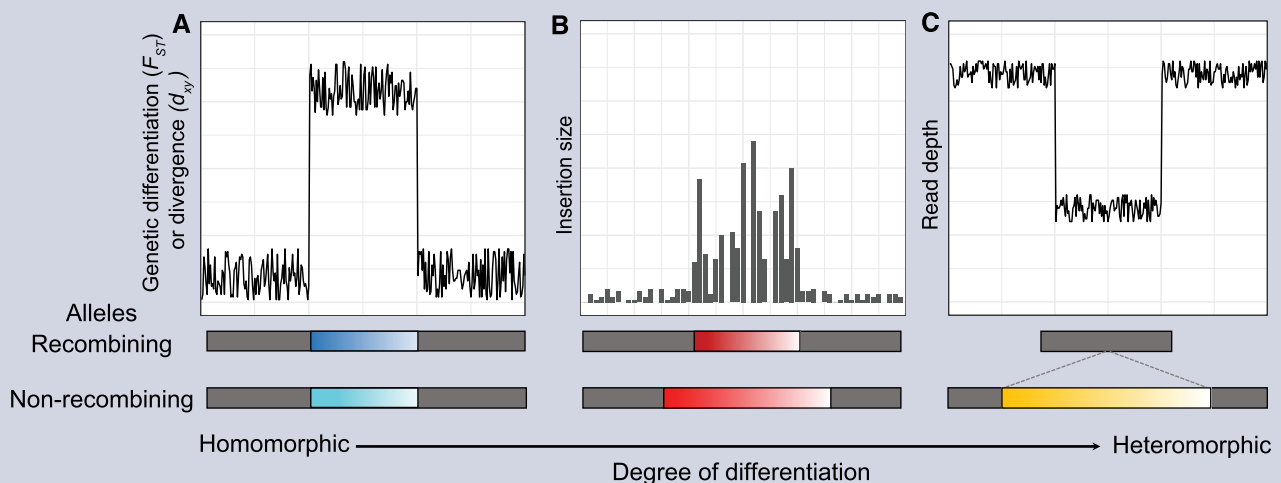 A
Genetic differentiation (FST)
or divergence (dxy)
B
Insertion size
C
Read depth
Alleles
Recombining
Non-recombining
Homomorphic
Heteromorphic
Degree of differentiation